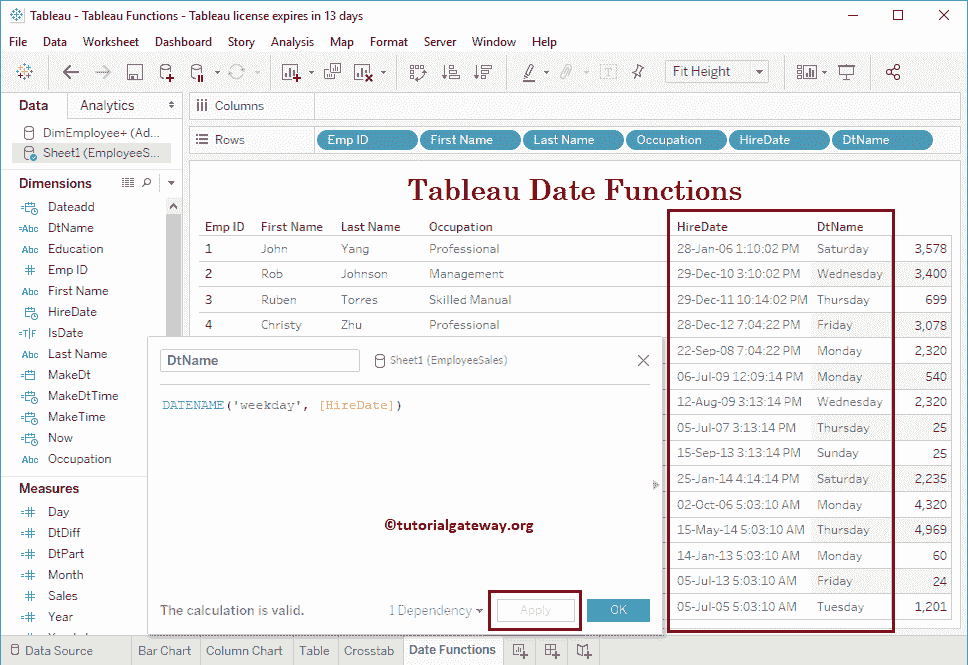 Tableau - Tableau Functions - Tableau license expires in 13 days
File Data Worksheet Dashboard Story Analysis Map Format Server Window Help
Fit Height
Data Analytics
Columns
DimEmployee+ (Ad...
Sheet1 (EmployeeS...
Rows Emp ID First Name Last Name Occupation HireDate DtName
Dimensions
Dateadd
Abc DtName
Abc Education
Emp ID
Abc First Name
HireDate
T|F IsDate
Abc Last Name
MakeDt
MakeDtTime
MakeTime
Now
Abc Occupation
Measures
Day
DtDiff
DtPart
Month
Sales
Year
Tableau Date Functions
Emp ID First Name Last Name Occupation HireDate DtName
1 John Yang Professional 28-Jan-06 1:10:02 PM Saturday 3,578
2 Rob Johnson Management 29-Dec-10 3:10:02 PM Wednesday 3,400
3 Ruben Torres Skilled Manual 29-Dec-11 10:14:02 PM Thursday 699
4 Christy Zhu Professional 28-Dec-12 7:04:22 PM Friday 3,078
22-Sep-08 7:04:22 PM Monday 2,320
06-Jul-09 12:09:14 PM Monday 540
12-Aug-09 3:13:14 PM Wednesday 2,320
05-Jul-07 3:13:14 PM Thursday 25
15-Sep-13 3:13:14 PM Sunday 25
25-Jan-14 4:14:14 PM Saturday 2,235
02-Oct-06 5:03:10 AM Monday 4,320
15-May-14 5:03:10 AM Thursday 4,969
14-Jan-13 5:03:10 AM Monday 60
05-Jul-13 5:03:10 AM Friday 24
05-Jul-05 5:03:10 AM Tuesday 1,201
DtName Sheet1 (EmployeeSales)
DATENAME('weekday', [HireDate])
©tutorialgateway.org
The calculation is valid. 1 Dependency Apply OK
Data Source Bar Chart Column Chart Table Crosstab Date Functions